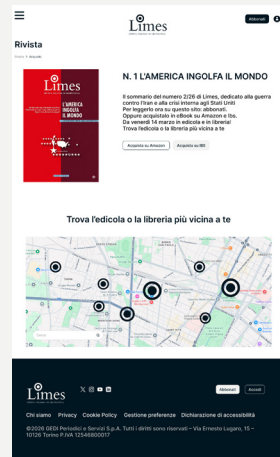 Limes
Abbonati
Rivista
Limes
L'AMERICA
INGOLFA
IL MONDO
N. 1 L'AMERICA INGOLFA IL MONDO
Il sommario del numero 2/26 di Limes, dedicato alla guerra
contro l'Iran e alla crisi interna agli Stati Uniti
Per leggerlo ora su questo sito: abbonati.
Oppure acquistalo in eBook su Amazon e Ibs.
Da venerdì 14 marzo in edicola e in libreria!
Trova l'edicola o la libreria più vicina a te
Acquista su Amazon
Acquista su IBS
Trova l'edicola o la libreria più vicina a te
Cerca
Limes
Abbonati
Accedi
Chi siamo Privacy Cookie Policy Gestione preferenze Dichiarazione di accessibilità
©2026 GEDI Periodici e Servizi S.p.A. Tutti i diritti sono riservati – Via Ernesto Lugaro, 15 –
10126 Torino P.IVA 12546800017